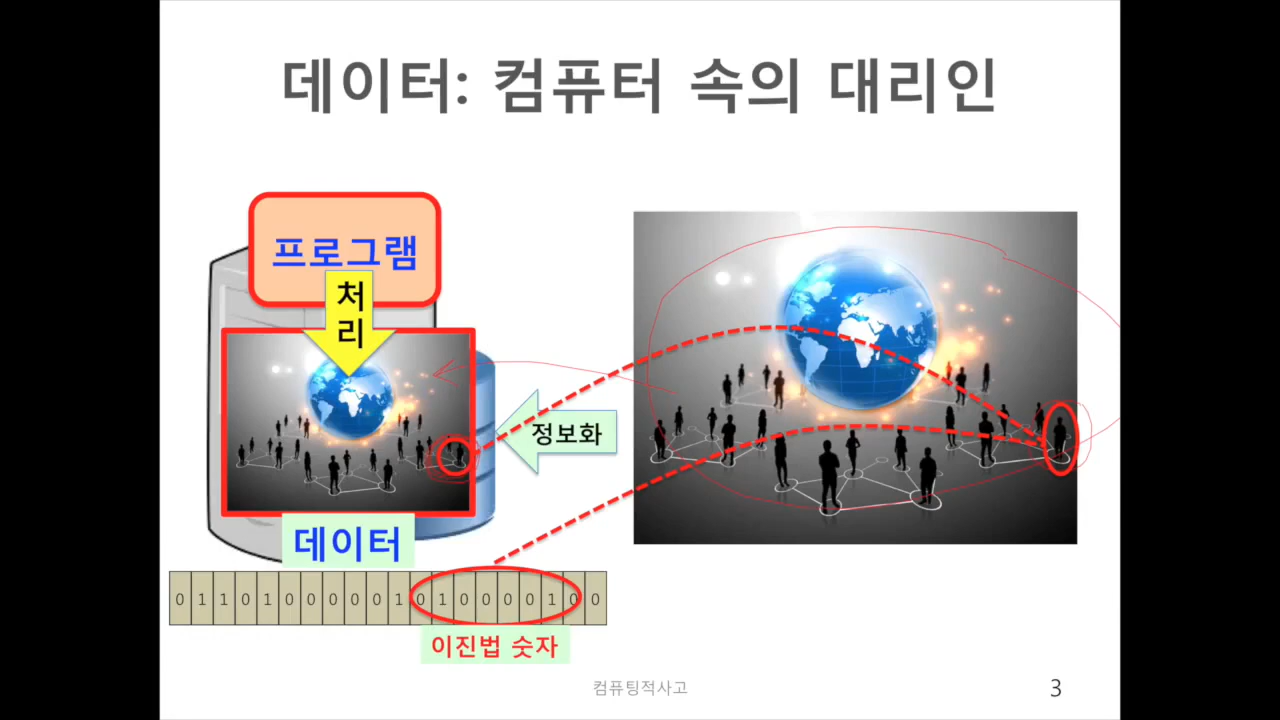 데이터: 컴퓨터 속의 대리인
프로그램
처
리
정보화
데이터
0 1 1 0 1 0 0 0 0 0 1 0 1 0 0 0 0 1 0 0
이진법 숫자
컴퓨팅적사고
3